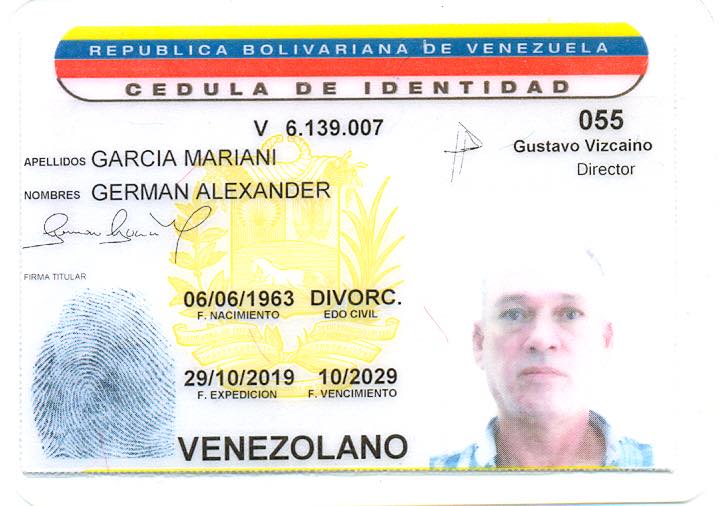 REPUBLICA BOLIVARIANA DE VENEZUELA
CEDULA DE IDENTIDAD
V 6.139.007
055
Gustavo Vizcaino
Director
APELLIDOS GARCIA MARIANI
NOMBRES GERMAN ALEXANDER
FIRMA TITULAR
06/06/1963 DIVORC.
F. NACIMIENTO EDO CIVIL
29/10/2019 10/2029
F. EXPEDICION F. VENCIMIENTO
VENEZOLANO